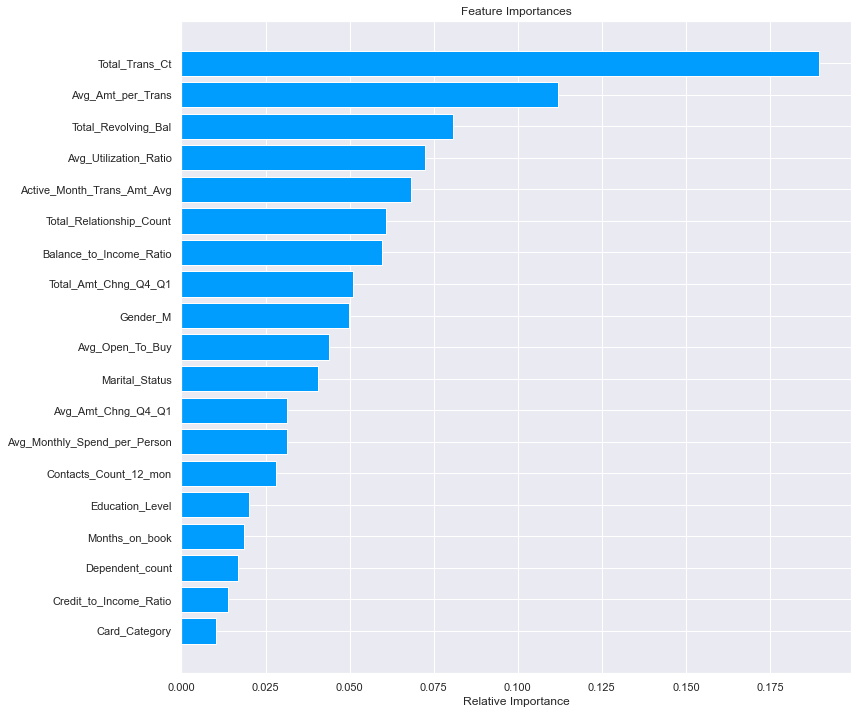 Feature Importances
Total_Trans_Ct
Avg_Amt_per_Trans
Total_Revolving_Bal
Avg_Utilization_Ratio
Active_Month_Trans_Amt_Avg
Total_Relationship_Count
Balance_to_Income_Ratio
Total_Amt_Chng_Q4_Q1
Gender_M
Avg_Open_To_Buy
Marital_Status
Avg_Amt_Chng_Q4_Q1
Avg_Monthly_Spend_per_Person
Contacts_Count_12_mon
Education_Level
Months_on_book
Dependent_count
Credit_to_Income_Ratio
Card_Category
0.000 0.025 0.050 0.075 0.100 0.125 0.150 0.175
Relative Importance